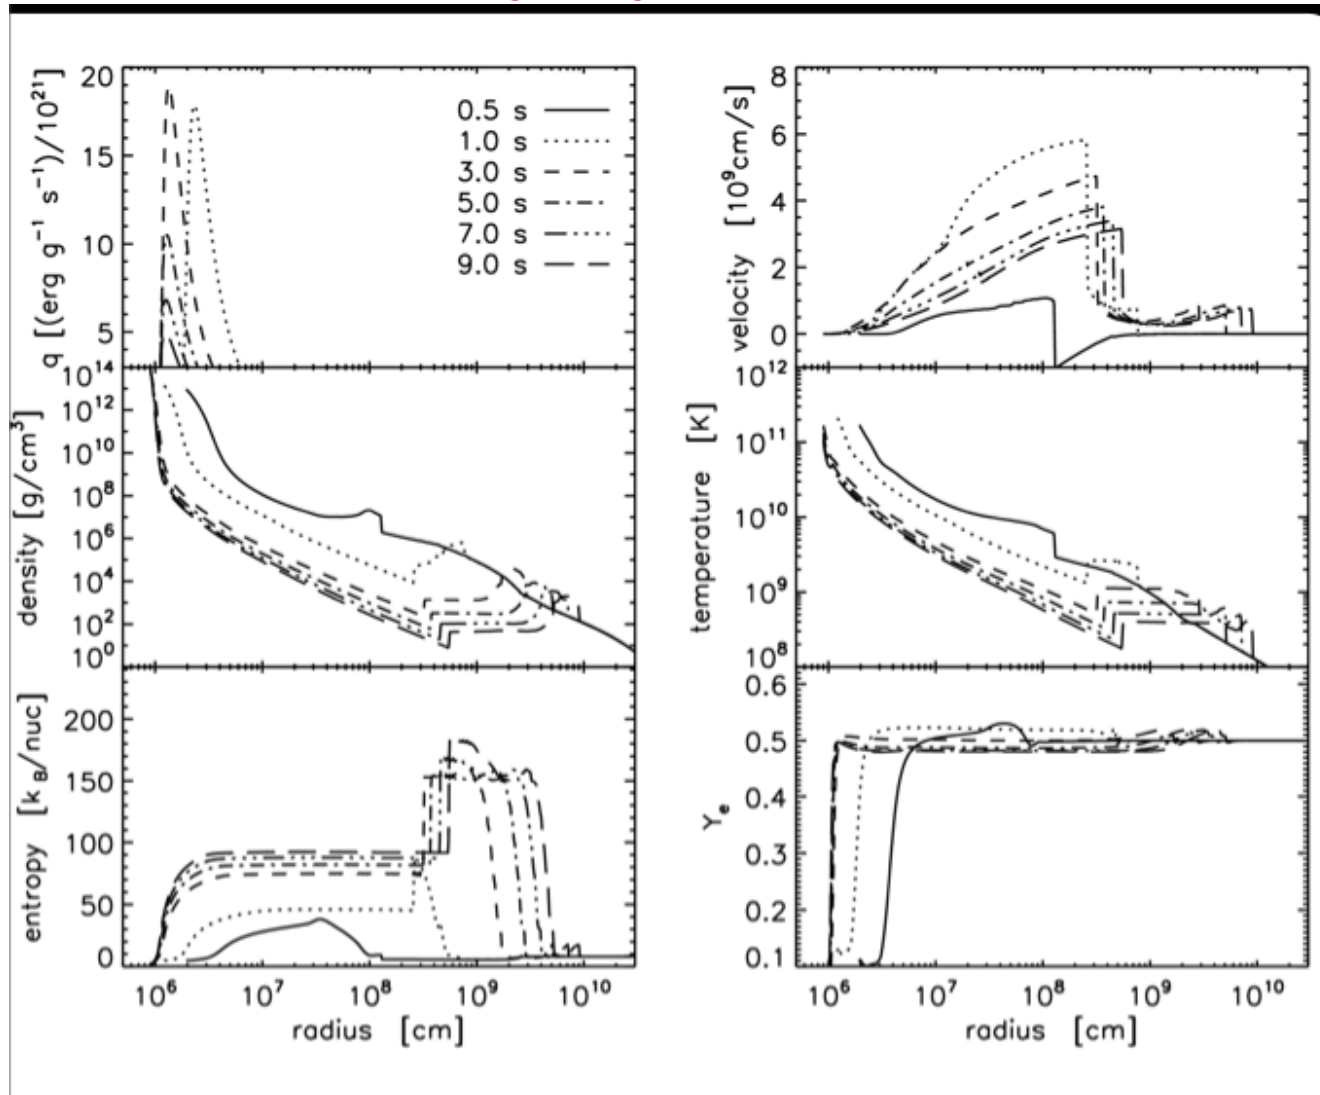 20
15
10
5
q [(erg g⁻¹ s⁻¹)/10²¹]
0.5 s
1.0 s
3.0 s
5.0 s
7.0 s
9.0 s
8
6
4
2
0
velocity [10⁹cm/s]
10¹⁴
10¹²
10¹⁰
10⁸
10⁶
10⁴
10²
10⁰
density [g/cm³]
10¹²
10¹¹
10¹⁰
10⁹
10⁸
temperature [K]
200
150
100
50
0
entropy [k_B/nuc]
10⁶ 10⁷ 10⁸ 10⁹ 10¹⁰
radius [cm]
0.6
0.5
0.4
0.3
0.2
0.1
Y_e
10⁶ 10⁷ 10⁸ 10⁹ 10¹⁰
radius [cm]